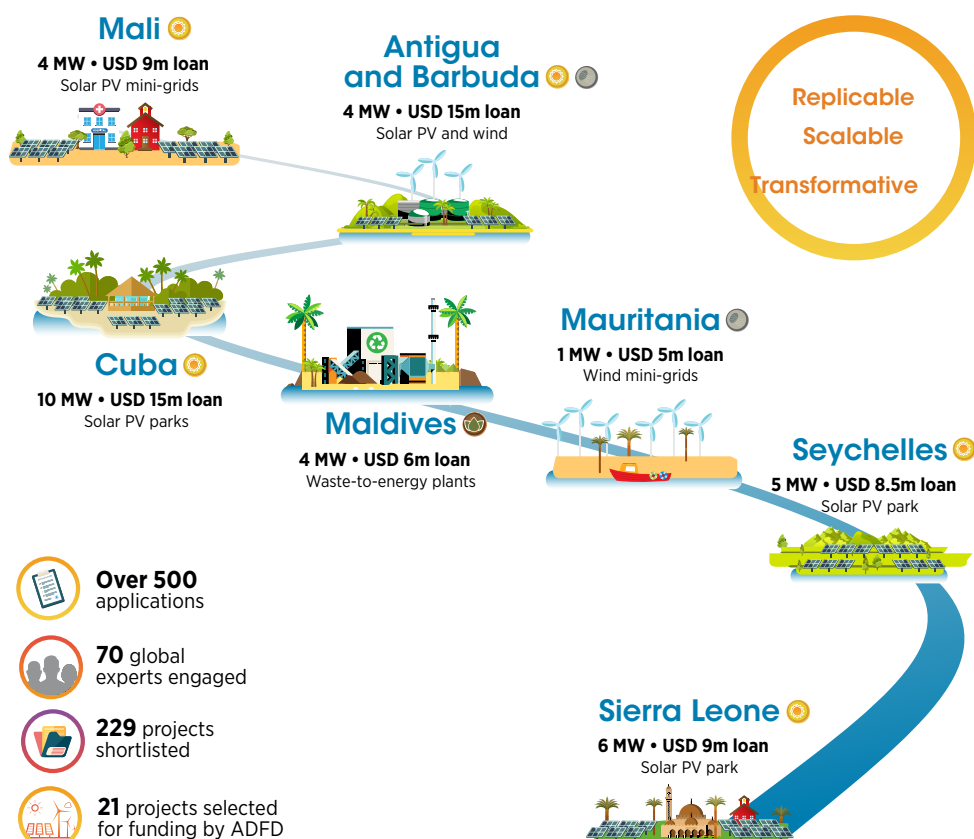 Mali
4 MW • USD 9m loan
Solar PV mini-grids
Antigua
and Barbuda
4 MW • USD 15m loan
Solar PV and wind
Replicable
Scalable
Transformative
Cuba
10 MW • USD 15m loan
Solar PV parks
Maldives
4 MW • USD 6m loan
Waste-to-energy plants
Mauritania
1 MW • USD 5m loan
Wind mini-grids
Seychelles
5 MW • USD 8.5m loan
Solar PV park
Sierra Leone
6 MW • USD 9m loan
Solar PV park
Over 500
applications
70 global
experts engaged
229 projects
shortlisted
21 projects selected
for funding by ADFD